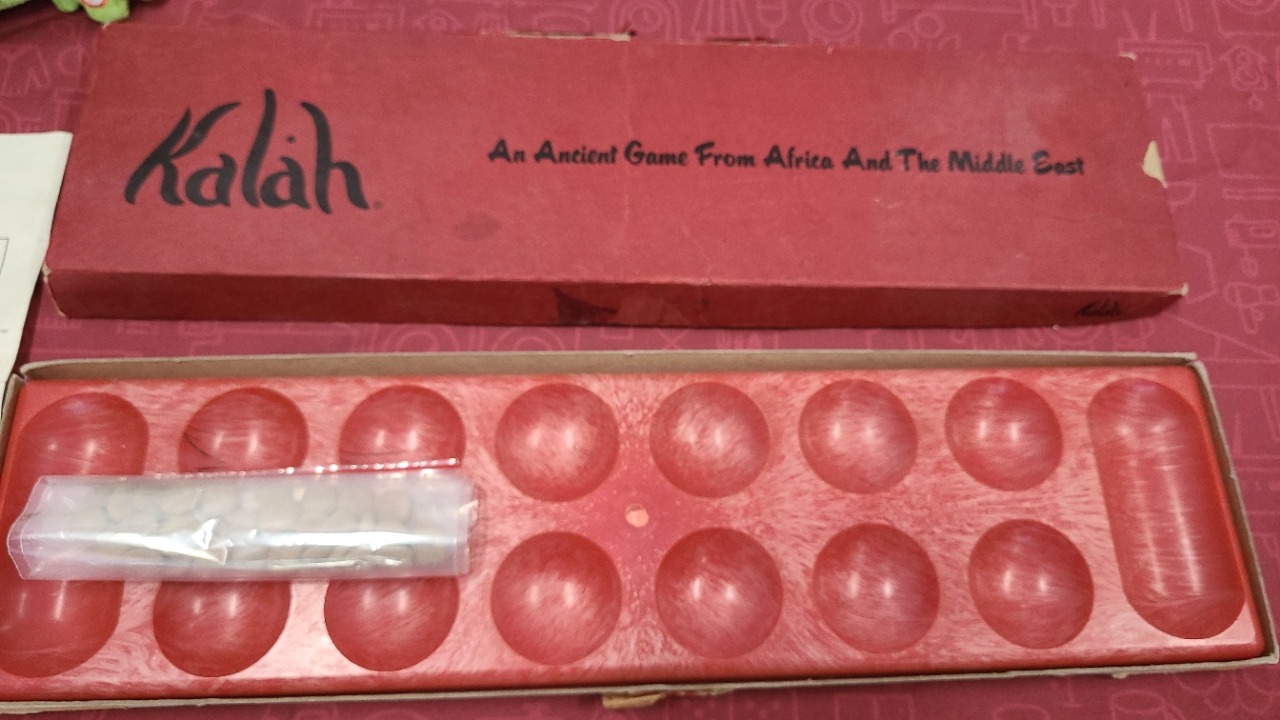 Kalah
An Ancient Game From Africa And The Middle East
Kalah